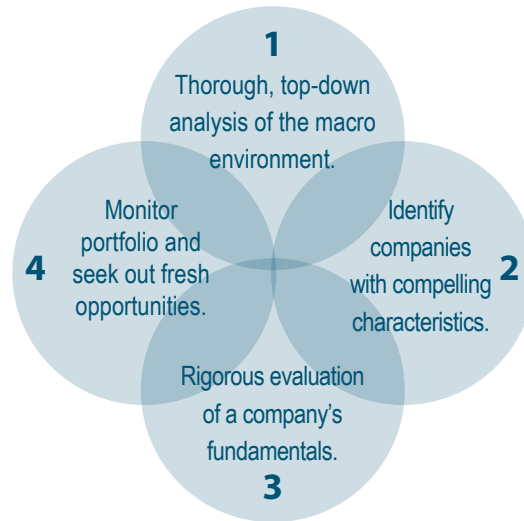 1
Thorough, top-down
analysis of the macro
environment.
Identify
companies
with compelling
characteristics.
2
Rigorous evaluation
of a company's
fundamentals.
3
Monitor
portfolio and
seek out fresh
opportunities.
4